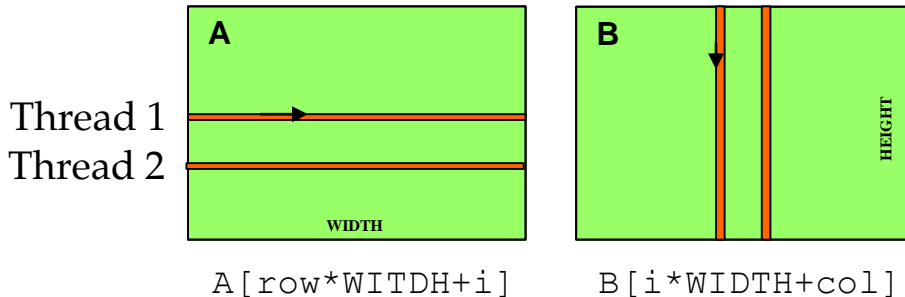 A
B
Thread 1
Thread 2
HEIGHT
WIDTH
A[row*WITDH+i]
B[i*WIDTH+col]